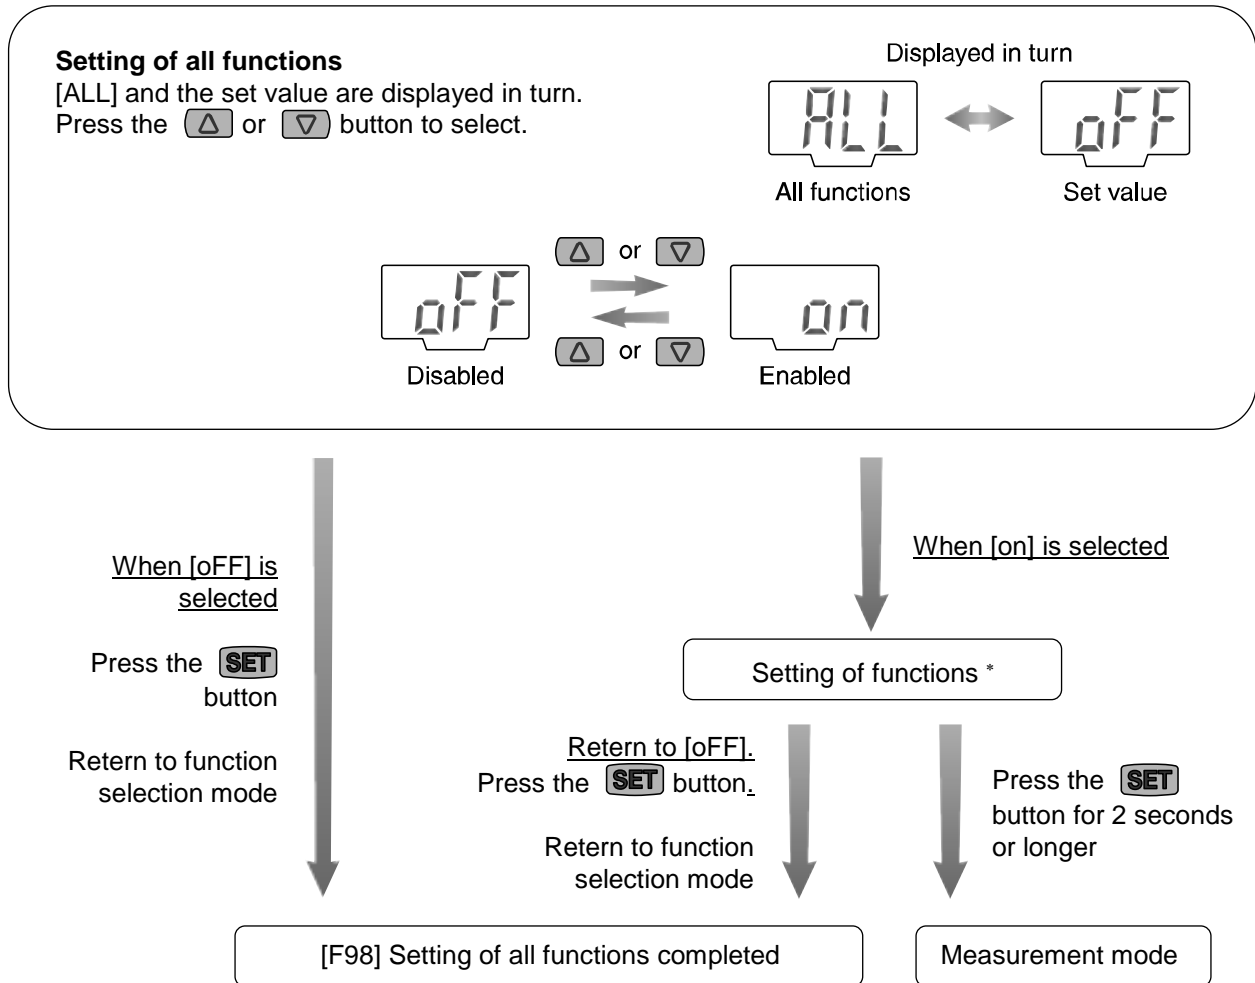 Setting of all functions
[ALL] and the set value are displayed in turn.
Press the △ or ▽ button to select.
Displayed in turn
ALL
oFF
All functions
Set value
△ or ▽
oFF
on
△ or ▽
Disabled
Enabled
When [oFF] is
selected
Press the SET
button
Retern to function
selection mode
When [on] is selected
Setting of functions *
Retern to [oFF].
Press the SET button.
Retern to function
selection mode
Press the SET
button for 2 seconds
or longer
[F98] Setting of all functions completed
Measurement mode